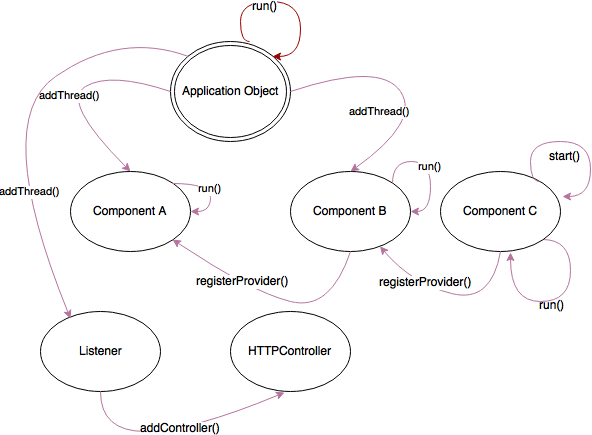 run()
Application Object
addThread()
addThread()
start()
run()
run()
addThread()
Component A
Component B
Component C
registerProvider()
registerProvider()
run()
Listener
HTTPController
addController()